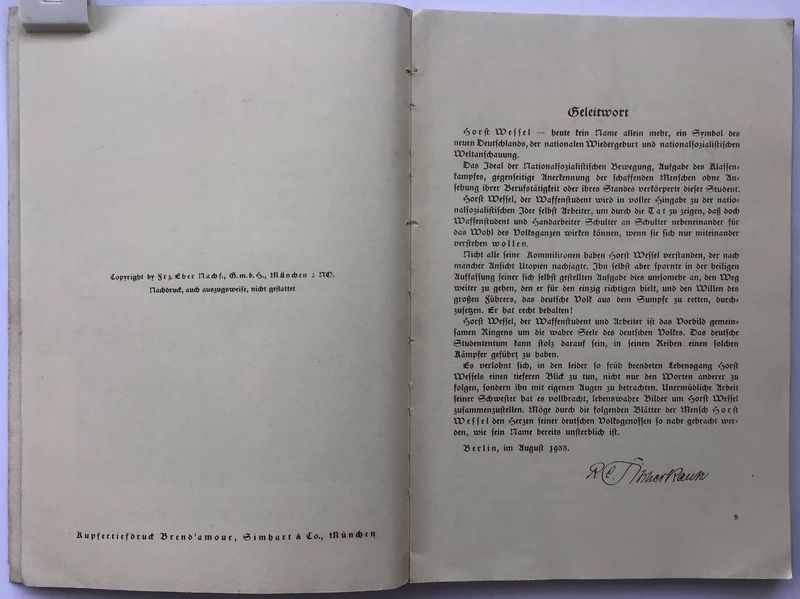 Copyright by Frz. Eher Nachf., G. m. b. H., München 2 NO.
Nachdruck, auch auszugsweise, nicht gestattet
Kupfertiefdruck Brend'amour, Simhart & Co., München
Geleitwort
Horst Wessel — heute kein Name allein mehr, ein Symbol des
neuen Deutschlands, der nationalen Wiedergeburt und nationalsozialistischen
Weltanschauung.
Das Ideal der Nationalsozialistischen Bewegung, Aufgabe des Klassen-
kampfes, gegenseitige Anerkennung der schaffenden Menschen ohne An-
sehung ihrer Berufstätigkeit oder ihres Standes verkörperte dieser Student.
Horst Wessel, der Waffenstudent wird in voller Hingabe zu der natio-
nalsozialistischen Idee selbst Arbeiter, um durch die Tat zu zeigen, daß doch
Waffenstudent und Handarbeiter Schulter an Schulter nebeneinander für
das Wohl des Volksganzen wirken können, wenn sie sich nur miteinander
verstehen wollen.
Nicht alle seine Kommilitonen haben Horst Wessel verstanden, der nach
mancher Ansicht Utopien nachjagte. Ihn selbst aber spornte in der heiligen
Auffassung seiner sich selbst gestellten Aufgabe dies umsomehr an, den Weg
weiter zu gehen, den er für den einzig richtigen hielt, und den Willen des
großen Führers, das deutsche Volk aus dem Sumpfe zu retten, durch-
zusetzen. Er hat recht behalten!
Horst Wessel, der Waffenstudent und Arbeiter ist das Vorbild gemein-
samen Ringens um die wahre Seele des deutschen Volkes. Das deutsche
Studententum kann stolz darauf sein, in seinen Reihen einen solchen
Kämpfer geführt zu haben.
Es verlohnt sich, in den leider so früh beendeten Lebensgang Horst
Wessels einen tieferen Blick zu tun, nicht nur den Worten anderer zu
folgen, sondern ihn mit eigenen Augen zu betrachten. Unermüdliche Arbeit
seiner Schwester hat es vollbracht, lebenswahre Bilder um Horst Wessel
zusammenzustellen. Möge durch die folgenden Blätter der Mensch Horst
Wessel den Herzen seiner deutschen Volksgenossen so nahe gebracht wer-
den, wie sein Name bereits unsterblich ist.
Berlin, im August 1933.
5